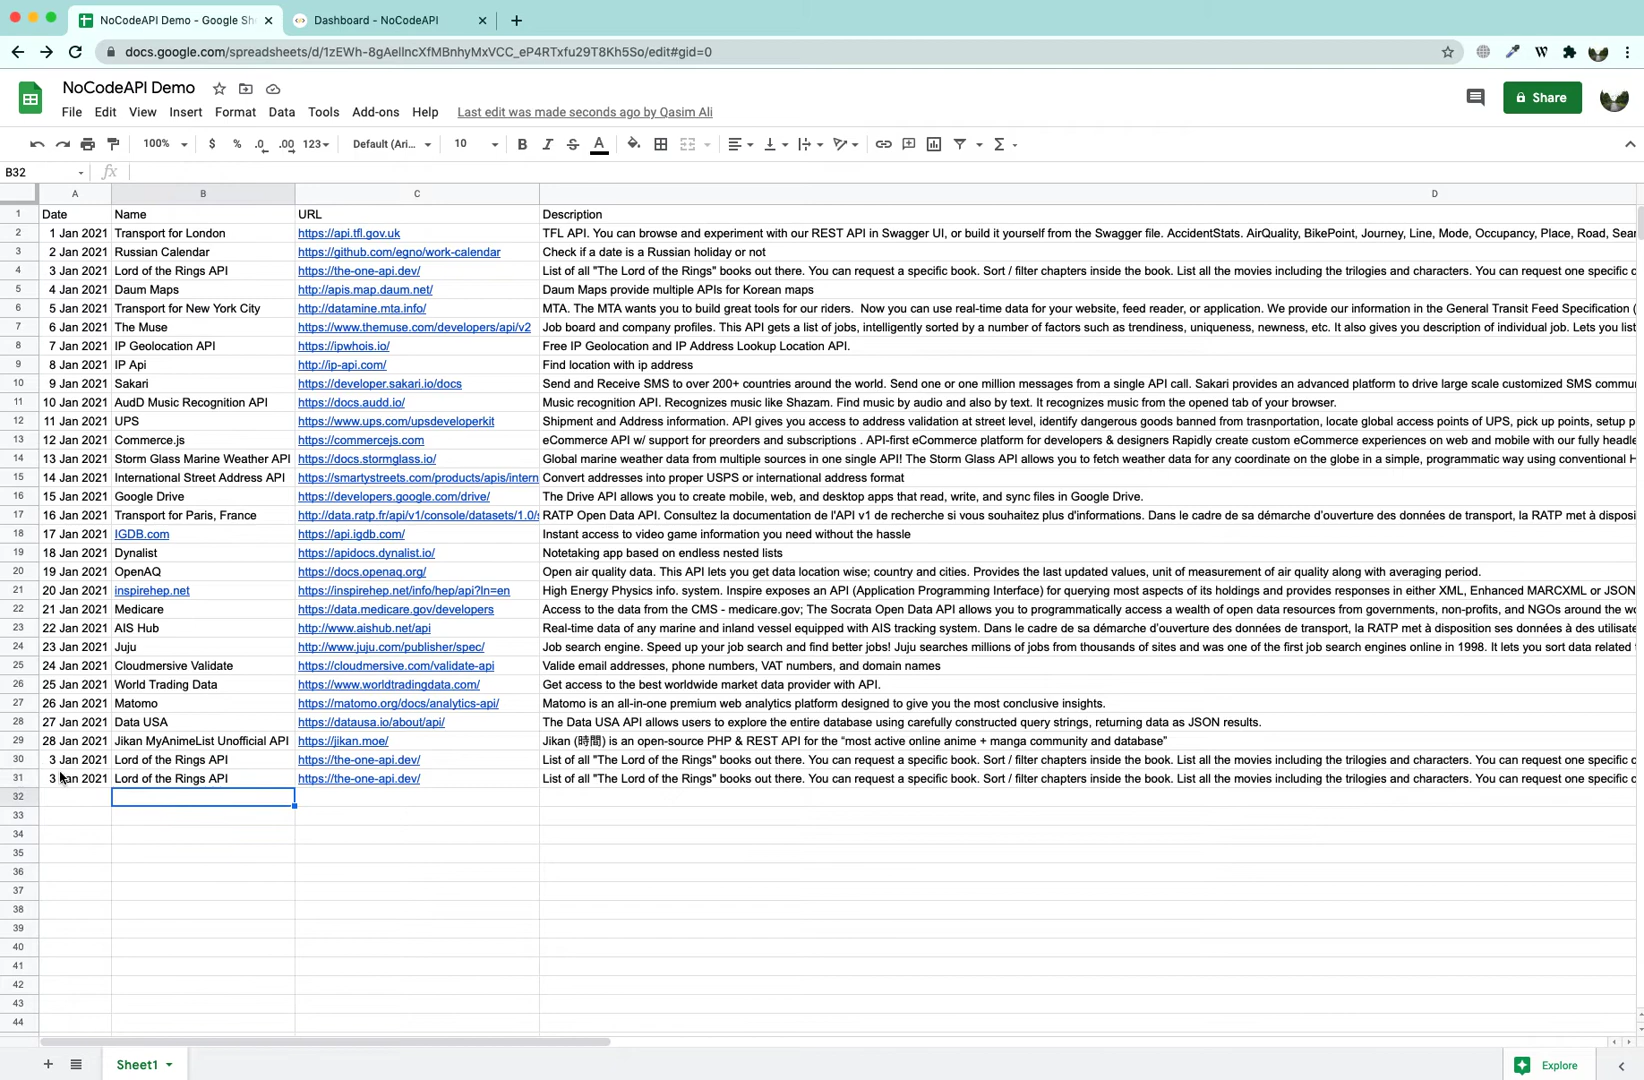 NoCodeAPI Demo - Google She
Dashboard - NoCodeAPI
docs.google.com/spreadsheets/d/1zEWh-8gAellncXfMBnhyMxVCC_eP4RTxfu29T8Kh5So/edit#gid=0
NoCodeAPI Demo
File Edit View Insert Format Data Tools Add-ons Help Last edit was made seconds ago by Qasim Ali
Share
100% $ % .0 .00 123 Default (Ari... 10 B I S A
B32 fx
A B C D
1 Date Name URL Description
2 1 Jan 2021 Transport for London https://api.tfl.gov.uk TFL API. You can browse and experiment with our REST API in Swagger UI, or build it yourself from the Swagger file. AccidentStats. AirQuality, BikePoint, Journey, Line, Mode, Occupancy, Place, Road, Sear
3 2 Jan 2021 Russian Calendar https://github.com/egno/work-calendar Check if a date is a Russian holiday or not
4 3 Jan 2021 Lord of the Rings API https://the-one-api.dev/ List of all "The Lord of the Rings" books out there. You can request a specific book. Sort / filter chapters inside the book. List all the movies including the trilogies and characters. You can request one specific c
5 4 Jan 2021 Daum Maps http://apis.map.daum.net/ Daum Maps provide multiple APIs for Korean maps
6 5 Jan 2021 Transport for New York City http://datamine.mta.info/ MTA. The MTA wants you to build great tools for our riders. Now you can use real-time data for your website, feed reader, or application. We provide our information in the General Transit Feed Specification (
7 6 Jan 2021 The Muse https://www.themuse.com/developers/api/v2 Job board and company profiles. This API gets a list of jobs, intelligently sorted by a number of factors such as trendiness, uniqueness, newness, etc. It also gives you description of individual job. Lets you list
8 7 Jan 2021 IP Geolocation API https://ipwhois.io/ Free IP Geolocation and IP Address Lookup Location API.
9 8 Jan 2021 IP Api http://ip-api.com/ Find location with ip address
10 9 Jan 2021 Sakari https://developer.sakari.io/docs Send and Receive SMS to over 200+ countries around the world. Send one or one million messages from a single API call. Sakari provides an advanced platform to drive large scale customized SMS commu
11 10 Jan 2021 AudD Music Recognition API https://docs.audd.io/ Music recognition API. Recognizes music like Shazam. Find music by audio and also by text. It recognizes music from the opened tab of your browser.
12 11 Jan 2021 UPS https://www.ups.com/upsdeveloperkit Shipment and Address information. API gives you access to address validation at street level, identify dangerous goods banned from trasnportation, locate global access points of UPS, pick up points, setup p
13 12 Jan 2021 Commerce.js https://commercejs.com eCommerce API w/ support for preorders and subscriptions . API-first eCommerce platform for developers & designers Rapidly create custom eCommerce experiences on web and mobile with our fully headle
14 13 Jan 2021 Storm Glass Marine Weather API https://docs.stormglass.io/ Global marine weather data from multiple sources in one single API! The Storm Glass API allows you to fetch weather data for any coordinate on the globe in a simple, programmatic way using conventional H
15 14 Jan 2021 International Street Address API https://smartystreets.com/products/apis/intern Convert addresses into proper USPS or international address format
16 15 Jan 2021 Google Drive https://developers.google.com/drive/ The Drive API allows you to create mobile, web, and desktop apps that read, write, and sync files in Google Drive.
17 16 Jan 2021 Transport for Paris, France http://data.ratp.fr/api/v1/console/datasets/1.0/s RATP Open Data API. Consultez la documentation de l'API v1 de recherche si vous souhaitez plus d'informations. Dans le cadre de sa démarche d'ouverture des données de transport, la RATP met à disposi
18 17 Jan 2021 IGDB.com https://api.igdb.com/ Instant access to video game information you need without the hassle
19 18 Jan 2021 Dynalist https://apidocs.dynalist.io/ Notetaking app based on endless nested lists
20 19 Jan 2021 OpenAQ https://docs.openaq.org/ Open air quality data. This API lets you get data location wise; country and cities. Provides the last updated values, unit of measurement of air quality along with averaging period.
21 20 Jan 2021 inspirehep.net https://inspirehep.net/info/hep/api?ln=en High Energy Physics info. system. Inspire exposes an API (Application Programming Interface) for querying most aspects of its holdings and provides responses in either XML, Enhanced MARCXML or JSON
22 21 Jan 2021 Medicare https://data.medicare.gov/developers Access to the data from the CMS - medicare.gov; The Socrata Open Data API allows you to programmatically access a wealth of open data resources from governments, non-profits, and NGOs around the wo
23 22 Jan 2021 AIS Hub http://www.aishub.net/api Real-time data of any marine and inland vessel equipped with AIS tracking system. Dans le cadre de sa démarche d'ouverture des données de transport, la RATP met à disposition ses données à des utilisate
24 23 Jan 2021 Juju http://www.juju.com/publisher/spec/ Job search engine. Speed up your job search and find better jobs! Juju searches millions of jobs from thousands of sites and was one of the first job search engines online in 1998. It lets you sort data related
25 24 Jan 2021 Cloudmersive Validate https://cloudmersive.com/validate-api Valide email addresses, phone numbers, VAT numbers, and domain names
26 25 Jan 2021 World Trading Data https://www.worldtradingdata.com/ Get access to the best worldwide market data provider with API.
27 26 Jan 2021 Matomo https://matomo.org/docs/analytics-api/ Matomo is an all-in-one premium web analytics platform designed to give you the most conclusive insights.
28 27 Jan 2021 Data USA https://datausa.io/about/api/ The Data USA API allows users to explore the entire database using carefully constructed query strings, returning data as JSON results.
29 28 Jan 2021 Jikan MyAnimeList Unofficial API https://jikan.moe/ Jikan (時間) is an open-source PHP & REST API for the “most active online anime + manga community and database”
30 3 Jan 2021 Lord of the Rings API https://the-one-api.dev/ List of all "The Lord of the Rings" books out there. You can request a specific book. Sort / filter chapters inside the book. List all the movies including the trilogies and characters. You can request one specific c
31 3 Jan 2021 Lord of the Rings API https://the-one-api.dev/ List of all "The Lord of the Rings" books out there. You can request a specific book. Sort / filter chapters inside the book. List all the movies including the trilogies and characters. You can request one specific c
32
33
34
35
36
37
38
39
40
41
42
43
44
Sheet1
Explore